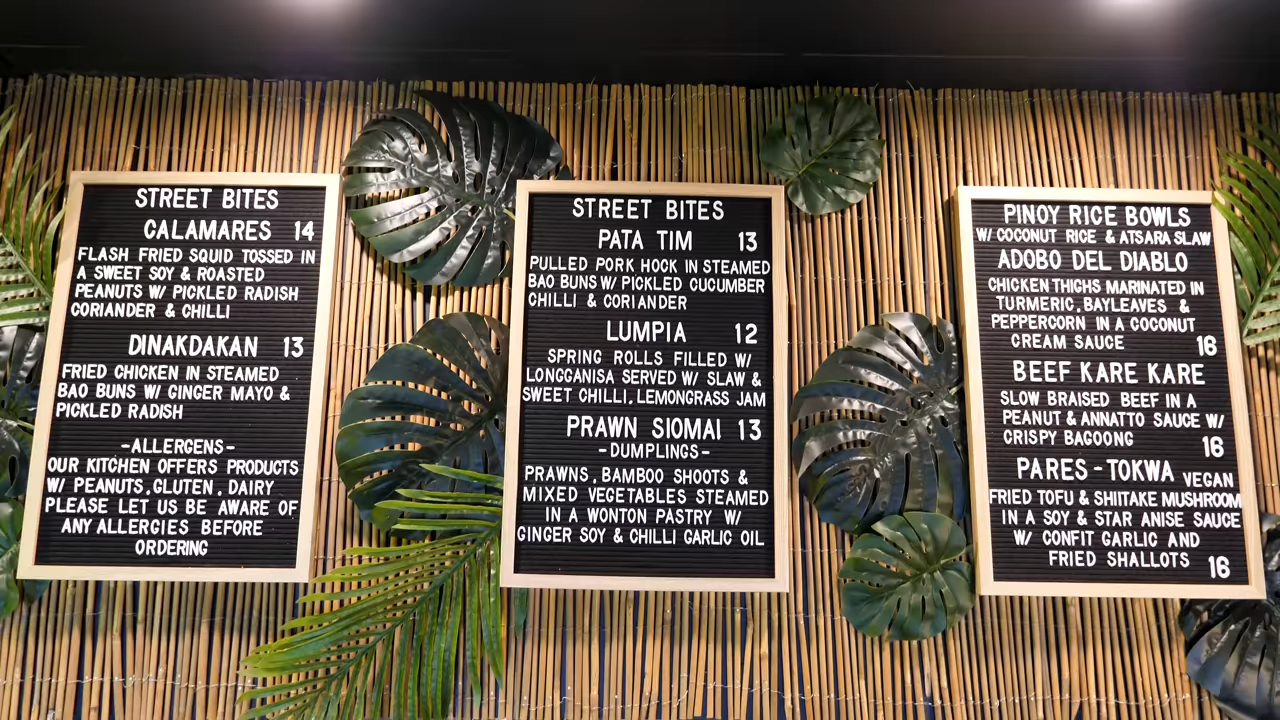 STREET BITES
CALAMARES 14
FLASH FRIED SQUID TOSSED IN
A SWEET SOY & ROASTED
PEANUTS W/ PICKLED RADISH
CORIANDER & CHILLI
DINAKDAKAN 13
FRIED CHICKEN IN STEAMED
BAO BUNS W/ GINGER MAYO &
PICKLED RADISH
-ALLERGENS-
OUR KITCHEN OFFERS PRODUCTS
W/ PEANUTS, GLUTEN, DAIRY
PLEASE LET US BE AWARE OF
ANY ALLERGIES BEFORE
ORDERING
STREET BITES
PATA TIM 13
PULLED PORK HOCK IN STEAMED
BAO BUNS W/ PICKLED CUCUMBER
CHILLI & CORIANDER
LUMPIA 12
SPRING ROLLS FILLED W/
LONGGANISA SERVED W/ SLAW &
SWEET CHILLI, LEMONGRASS JAM
PRAWN SIOMAI 13
-DUMPLINGS-
PRAWNS, BAMBOO SHOOTS &
MIXED VEGETABLES STEAMED
IN A WONTON PASTRY W/
GINGER SOY & CHILLI GARLIC OIL
PINOY RICE BOWLS
W/ COCONUT RICE & ATSARA SLAW
ADOBO DEL DIABLO
CHICKEN THIGHS MARINATED IN
TURMERIC, BAYLEAVES &
PEPPERCORN IN A COCONUT
CREAM SAUCE 16
BEEF KARE KARE
SLOW BRAISED BEEF IN A
PEANUT & ANNATTO SAUCE W/
CRISPY BAGOONG 16
PARES - TOKWA VEGAN
FRIED TOFU & SHIITAKE MUSHROOM
IN A SOY & STAR ANISE SAUCE
W/ CONFIT GARLIC AND
FRIED SHALLOTS 16